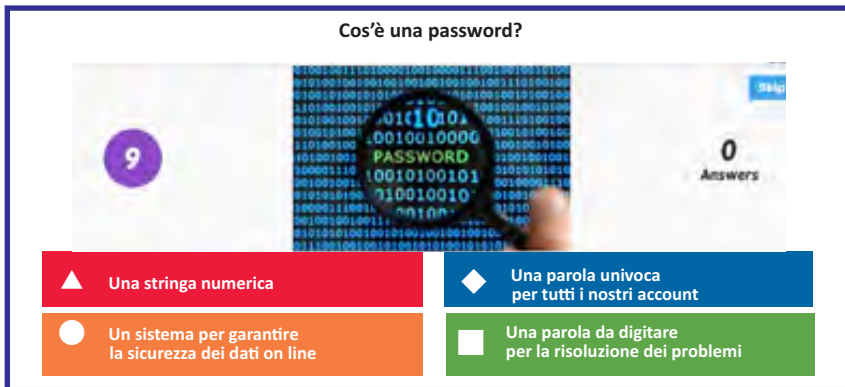 Cos'è una password?
Skip
9
0
Answers
PASSWORD
Una stringa numerica
Una parola univoca
per tutti i nostri account
Un sistema per garantire
la sicurezza dei dati on line
Una parola da digitare
per la risoluzione dei problemi